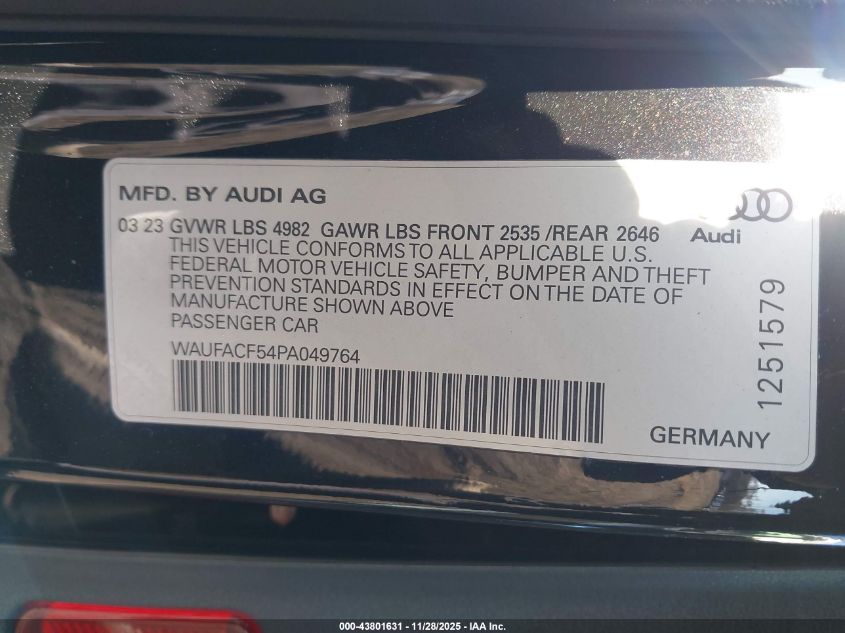 MFD. BY AUDI AG
03 23 GVWR LBS 4982 GAWR LBS FRONT 2535 /REAR 2646
Audi
THIS VEHICLE CONFORMS TO ALL APPLICABLE U.S.
FEDERAL MOTOR VEHICLE SAFETY, BUMPER AND THEFT
PREVENTION STANDARDS IN EFFECT ON THE DATE OF
MANUFACTURE SHOWN ABOVE
PASSENGER CAR
WAUFACF54PA049764
1251579
GERMANY
000-43801631 - 11/28/2025 - IAA Inc.